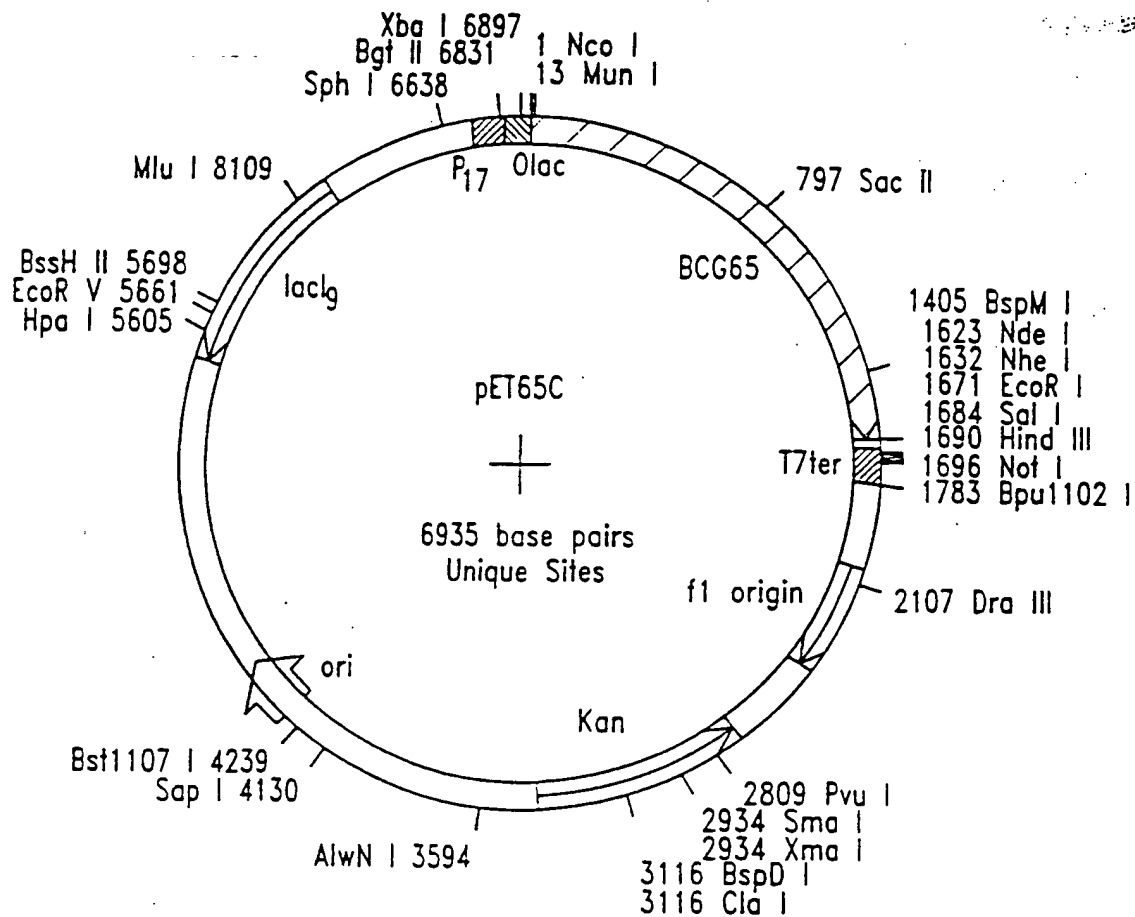 Xba I 6897
Bgt II 6831
Sph I 6638
1 Nco I
13 Mun I
Mlu I 8109
P17
Olac
797 Sac II
BssH II 5698
EcoR V 5661
Hpa I 5605
lacIg
BCG65
1405 BspM I
1623 Nde I
1632 Nhe I
1671 EcoR I
1684 Sal I
1690 Hind III
1696 Not I
1783 Bpu1102 I
pET65C
T7ter
6935 base pairs
Unique Sites
f1 origin
2107 Dra III
ori
Kan
Bst1107 I 4239
Sap I 4130
AlwN I 3594
2809 Pvu I
2934 Sma I
2934 Xma I
3116 BspD I
3116 Cla I